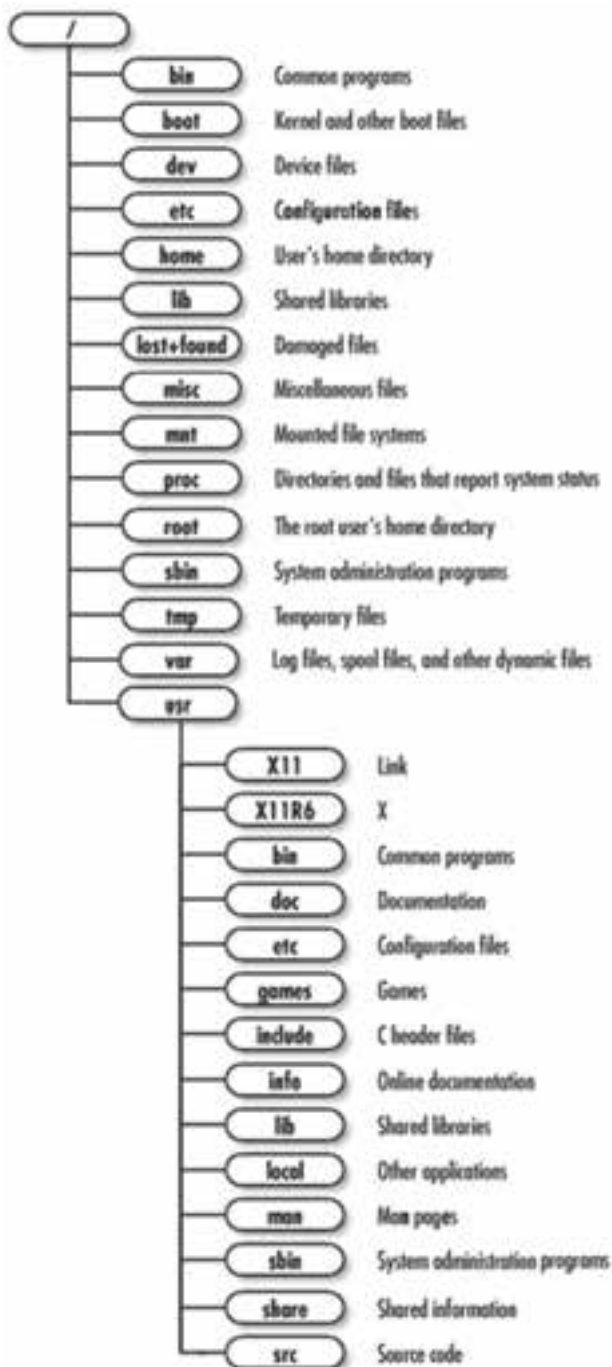 /
bin Common programs
boot Kernel and other boot files
dev Device files
etc Configuration files
home User's home directory
lib Shared libraries
lost+found Damaged files
misc Miscellaneous files
mnt Mounted file systems
proc Directories and files that report system status
root The root user's home directory
sbin System administration programs
tmp Temporary files
var Log files, spool files, and other dynamic files
usr
X11 Link
X11R6 X
bin Common programs
doc Documentation
etc Configuration files
games Games
include C header files
info Online documentation
lib Shared libraries
local Other applications
man Man pages
sbin System administration programs
share Shared information
src Source code